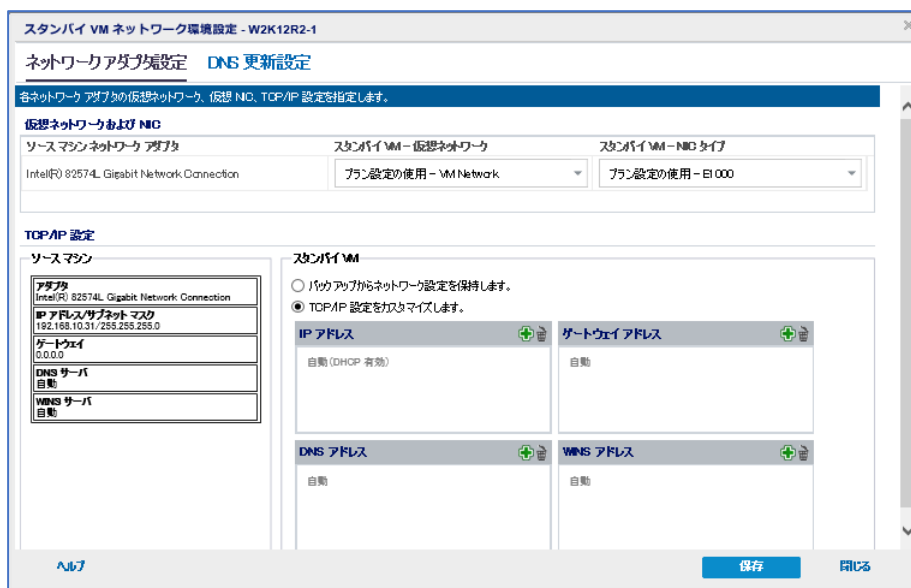 スタンバイ VM ネットワーク環境設定 - W2K12R2-1
ネットワークアダプタ設定 DNS 更新設定
各ネットワーク アダプタの仮想ネットワーク、仮想 NIC、TCP/IP 設定を指定します。
仮想ネットワークおよび NIC
ソース マシン ネットワーク アダプタ スタンバイ VM - 仮想ネットワーク スタンバイ VM - NIC タイプ
Intel(R) 82574L Gigabit Network Connection プラン設定の使用 - VM Network プラン設定の使用 - E1000
TCP/IP 設定
ソース マシン
アダプタ
Intel(R) 82574L Gigabit Network Connection
IP アドレス/サブネット マスク
192.168.10.31/255.255.255.0
ゲートウェイ
0.0.0.0
DNS サーバ
自動
WINS サーバ
自動
スタンバイ VM
バックアップからネットワーク設定を保持します。
TCP/IP 設定をカスタマイズします。
IP アドレス ゲートウェイ アドレス
自動(DHCP 有効) 自動
DNS アドレス WINS アドレス
自動 自動
ヘルプ 保存 閉じる